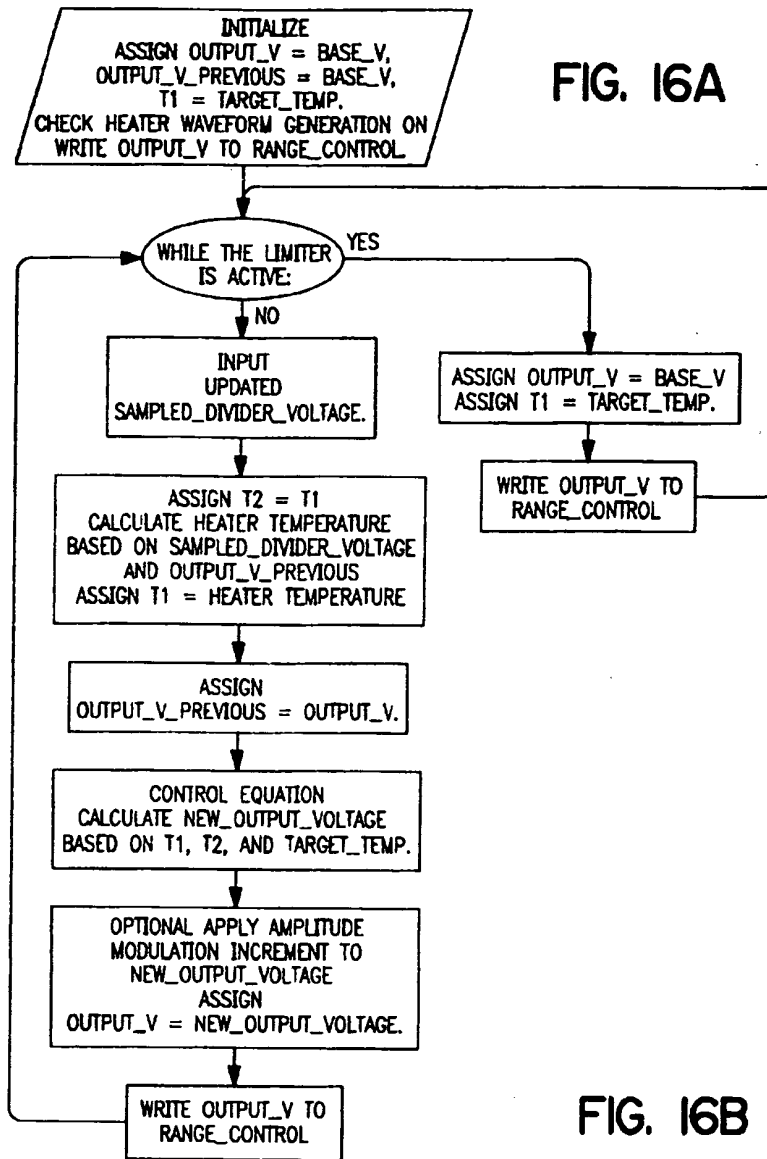 INITIALIZE
ASSIGN OUTPUT_V = BASE_V,
OUTPUT_V_PREVIOUS = BASE_V,
T1 = TARGET_TEMP.
CHECK HEATER WAVEFORM GENERATION ON
WRITE OUTPUT_V TO RANGE_CONTROL
FIG. 16A
WHILE THE LIMITER
IS ACTIVE:
YES
NO
INPUT
UPDATED
SAMPLED_DIVIDER_VOLTAGE.
ASSIGN OUTPUT_V = BASE_V
ASSIGN T1 = TARGET_TEMP.
WRITE OUTPUT_V TO
RANGE_CONTROL
ASSIGN T2 = T1
CALCULATE HEATER TEMPERATURE
BASED ON SAMPLED_DIVIDER_VOLTAGE
AND OUTPUT_V_PREVIOUS
ASSIGN T1 = HEATER TEMPERATURE
ASSIGN
OUTPUT_V_PREVIOUS = OUTPUT_V.
CONTROL EQUATION
CALCULATE NEW_OUTPUT_VOLTAGE
BASED ON T1, T2, AND TARGET_TEMP.
OPTIONAL APPLY AMPLITUDE
MODULATION INCREMENT TO
NEW_OUTPUT_VOLTAGE
ASSIGN
OUTPUT_V = NEW_OUTPUT_VOLTAGE.
WRITE OUTPUT_V TO
RANGE_CONTROL
FIG. 16B